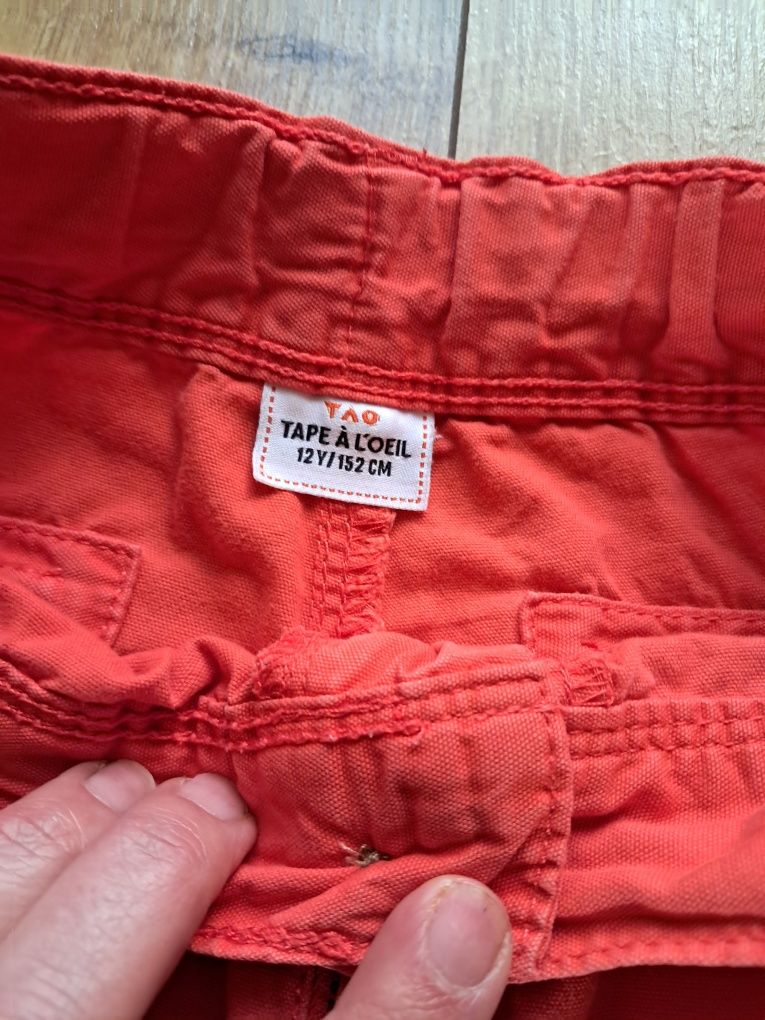 TAO
TAPE À L'OEIL
12Y/152 CM